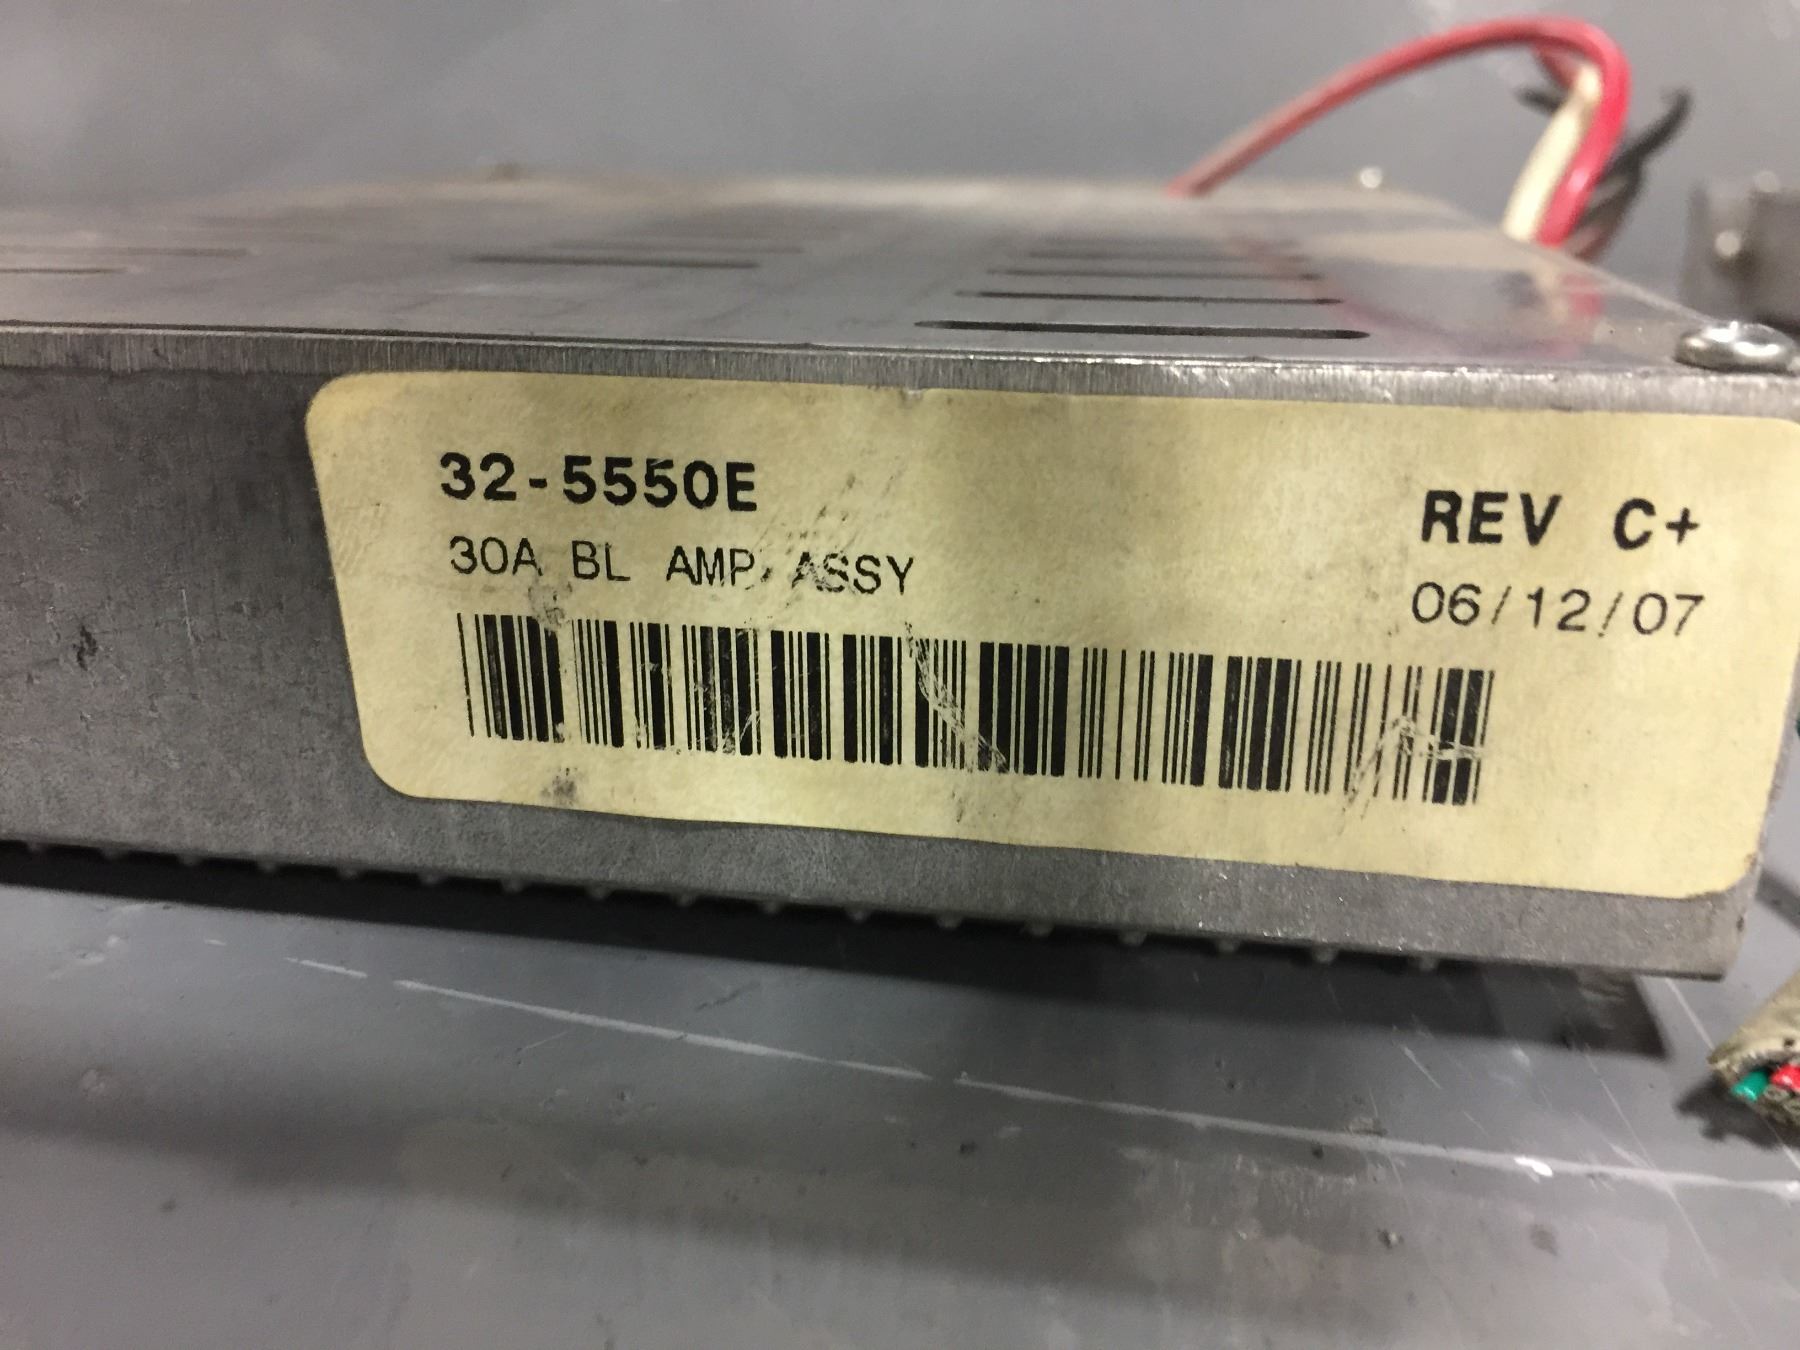 32-5550E
REV C+
30A BL AMP ASSY
06/12/07